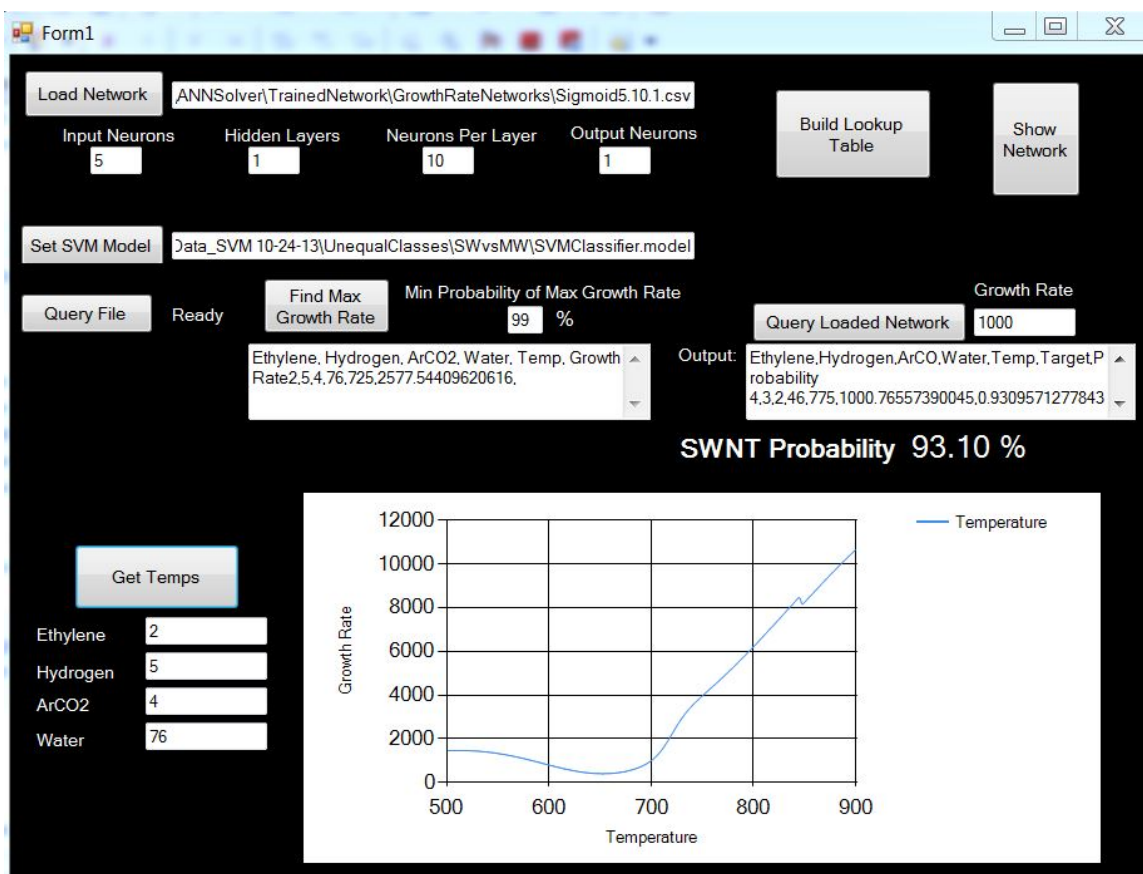 Form1
Load Network
ANNSolver\TrainedNetwork\GrowthRateNetworks\Sigmoid5.10.1.csv
Input Neurons
Hidden Layers
Neurons Per Layer
Output Neurons
5
1
10
1
Build Lookup
Table
Show
Network
Set SVM Model
Data_SVM 10-24-13\UnequalClasses\SWvsMW\SVMClassifier.model
Query File
Ready
Find Max
Growth Rate
Min Probability of Max Growth Rate
99 %
Growth Rate
Query Loaded Network
1000
Ethylene, Hydrogen, ArCO2, Water, Temp, Growth
Rate2,5,4,76,725,2577.54409620616,
Output:
Ethylene,Hydrogen,ArCO,Water,Temp,Target,P
robability
4,3,2,46,775,1000.76557390045,0.9309571277843
SWNT Probability 93.10 %
Get Temps
Ethylene 2
Hydrogen 5
ArCO2 4
Water 76
Growth Rate
12000
10000
8000
6000
4000
2000
0
500 600 700 800 900
Temperature
Temperature